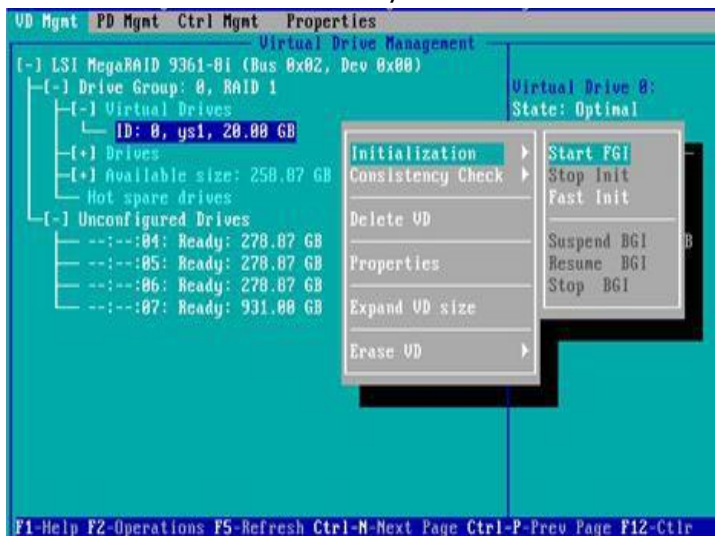 VD Mgmt PD Mgmt Ctrl Mgmt Properties
Virtual Drive Management
[-] LSI MegaRAID 9361-8i (Bus 0x02, Dev 0x00)
[-] Drive Group: 0, RAID 1
[-] Virtual Drives
ID: 0, ys1, 20.00 GB
[+] Drives
[+] Available size: 258.87 GB
Hot spare drives
[-] Unconfigured Drives
--:--:04: Ready: 278.87 GB
--:--:05: Ready: 278.87 GB
--:--:06: Ready: 278.87 GB
--:--:07: Ready: 931.00 GB
Virtual Drive 0:
State: Optimal
Initialization
Consistency Check
Delete VD
Properties
Expand VD size
Erase VD
Start FGI
Stop Init
Fast Init
Suspend BGI
Resume BGI
Stop BGI
B
F1-Help F2-Operations F5-Refresh Ctrl-N-Next Page Ctrl-P-Prev Page F12-Ctlr